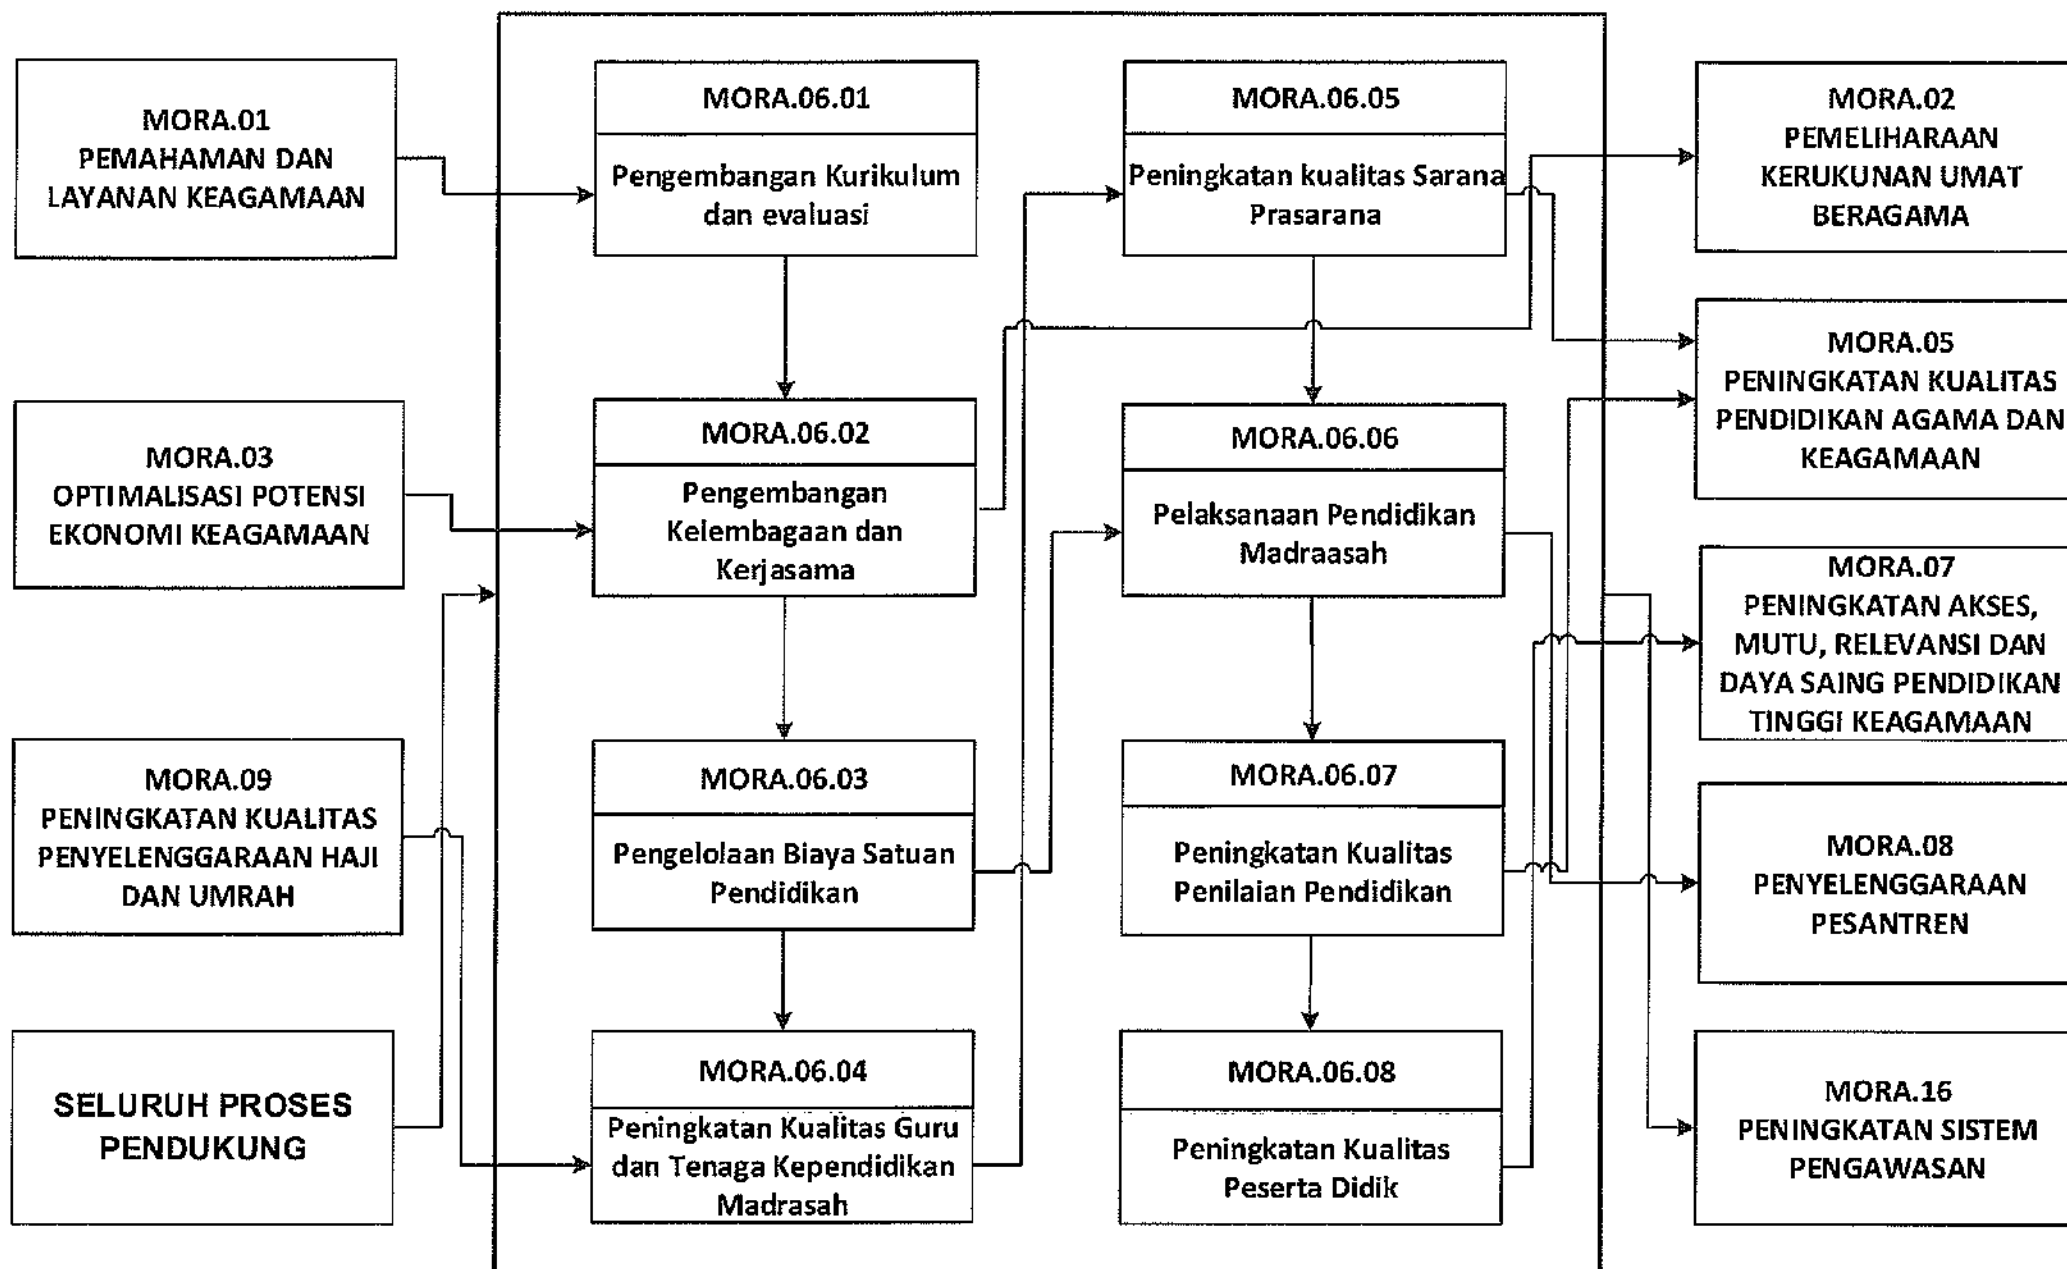 MORA.01
PEMAHAMAN DAN
LAYANAN KEAGAMAAN
MORA.03
OPTIMALISASI POTENSI
EKONOMI KEAGAMAAN
MORA.09
PENINGKATAN KUALITAS
PENYELENGGARAAN HAJI
DAN UMRAH
SELURUH PROSES
PENDUKUNG
MORA.06.01
Pengembangan Kurikulum
dan evaluasi
MORA.06.02
Pengembangan
Kelembagaan dan
Kerjasama
MORA.06.03
Pengelolaan Biaya Satuan
Pendidikan
MORA.06.04
Peningkatan Kualitas Guru
dan Tenaga Kependidikan
Madrasah
MORA.06.05
Peningkatan kualitas Sarana
Prasarana
MORA.06.06
Pelaksanaan Pendidikan
Madraasah
MORA.06.07
Peningkatan Kualitas
Penilaian Pendidikan
MORA.06.08
Peningkatan Kualitas
Peserta Didik
MORA.02
PEMELIHARAAN
KERUKUNAN UMAT
BERAGAMA
MORA.05
PENINGKATAN KUALITAS
PENDIDIKAN AGAMA DAN
KEAGAMAAN
MORA.07
PENINGKATAN AKSES,
MUTU, RELEVANSI DAN
DAYA SAING PENDIDIKAN
TINGGI KEAGAMAAN
MORA.08
PENYELENGGARAAN
PESANTREN
MORA.16
PENINGKATAN SISTEM
PENGAWASAN